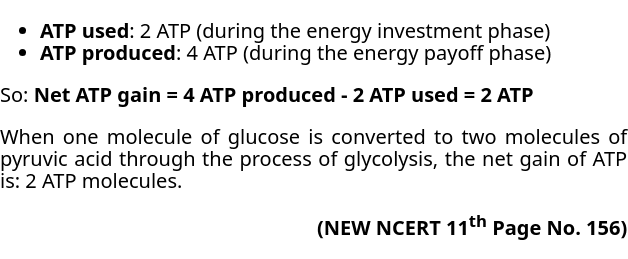 • ATP used: 2 ATP (during the energy investment phase)
• ATP produced: 4 ATP (during the energy payoff phase)
So: Net ATP gain = 4 ATP produced - 2 ATP used = 2 ATP
When one molecule of glucose is converted to two molecules of
pyruvic acid through the process of glycolysis, the net gain of ATP
is: 2 ATP molecules.
(NEW NCERT 11th Page No. 156)